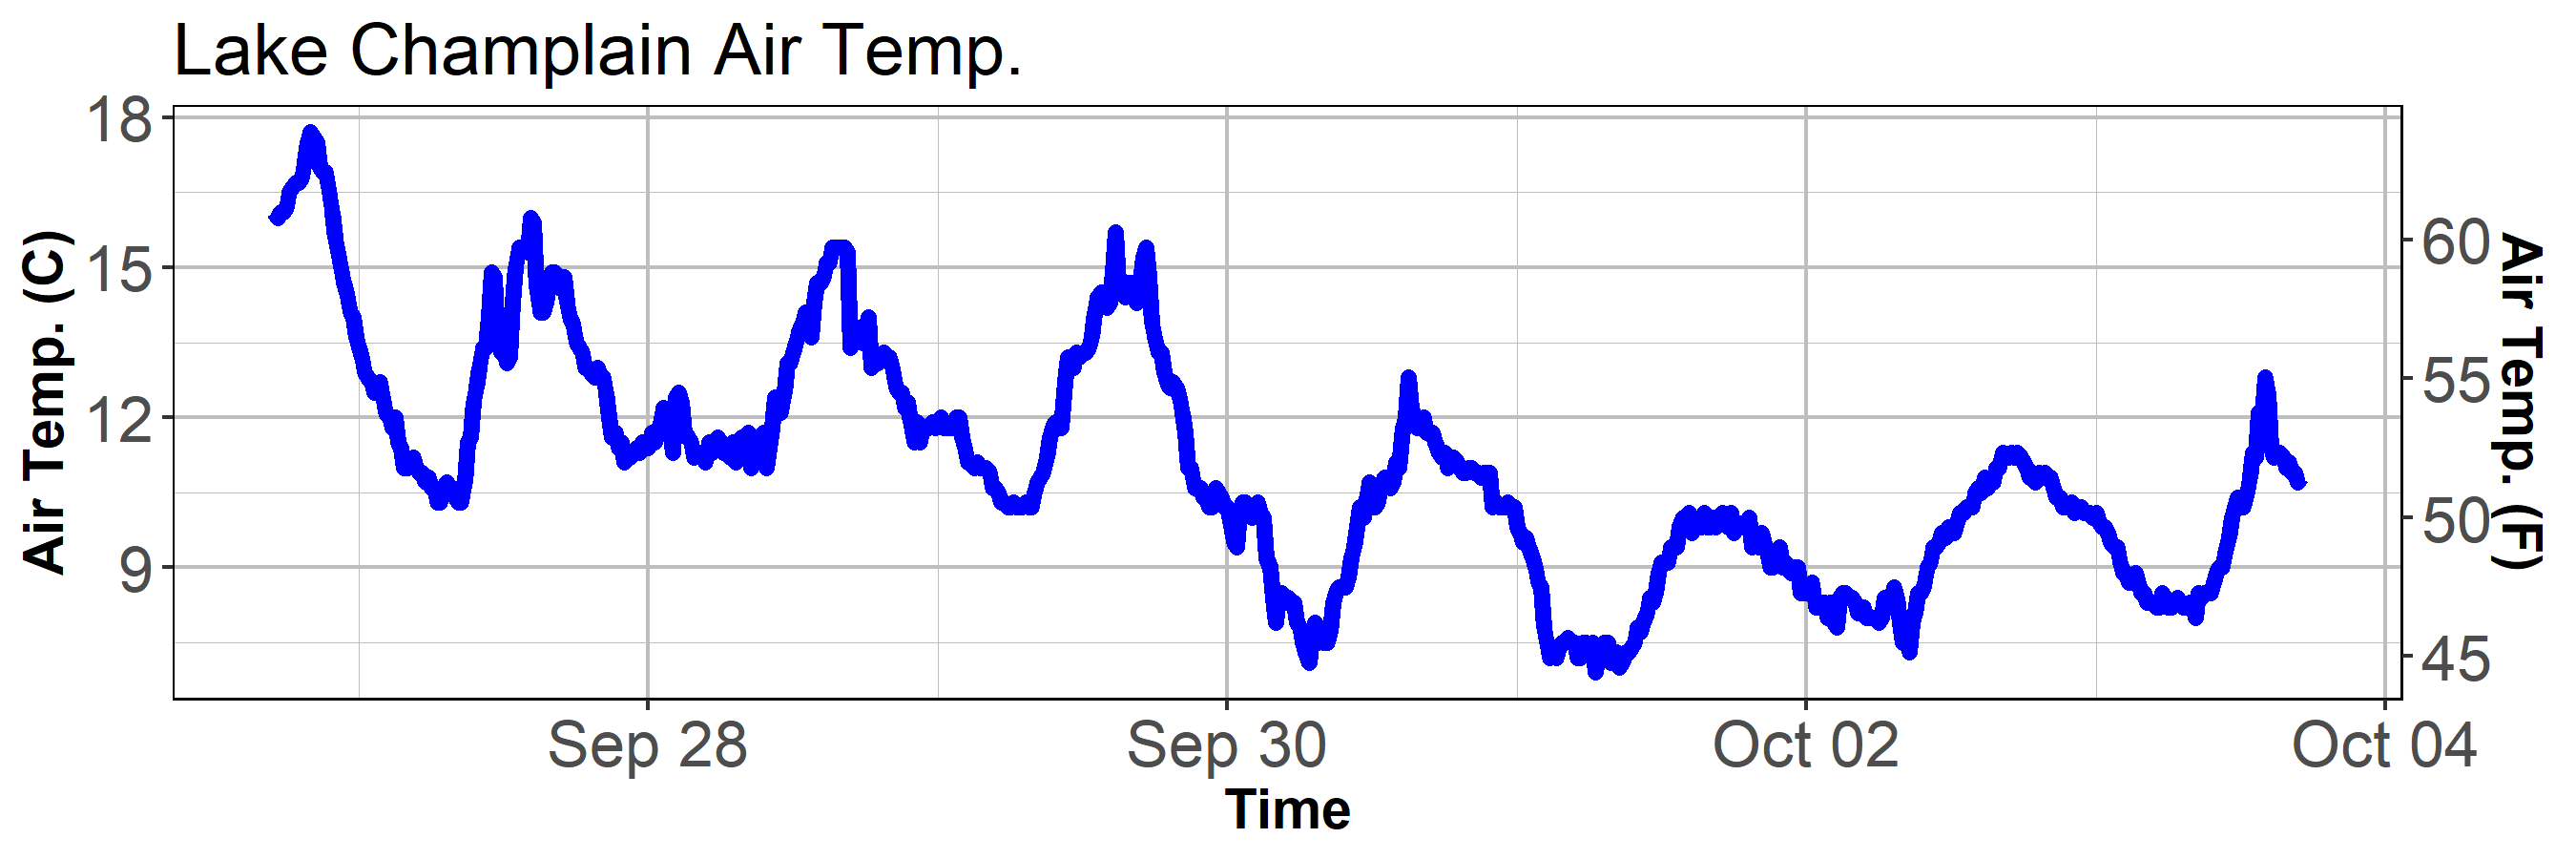 Lake Champlain Air Temp.
18
15
12
9
Air Temp. (C)
60
55
50
45
Air Temp. (F)
Sep 28
Sep 30
Oct 02
Oct 04
Time